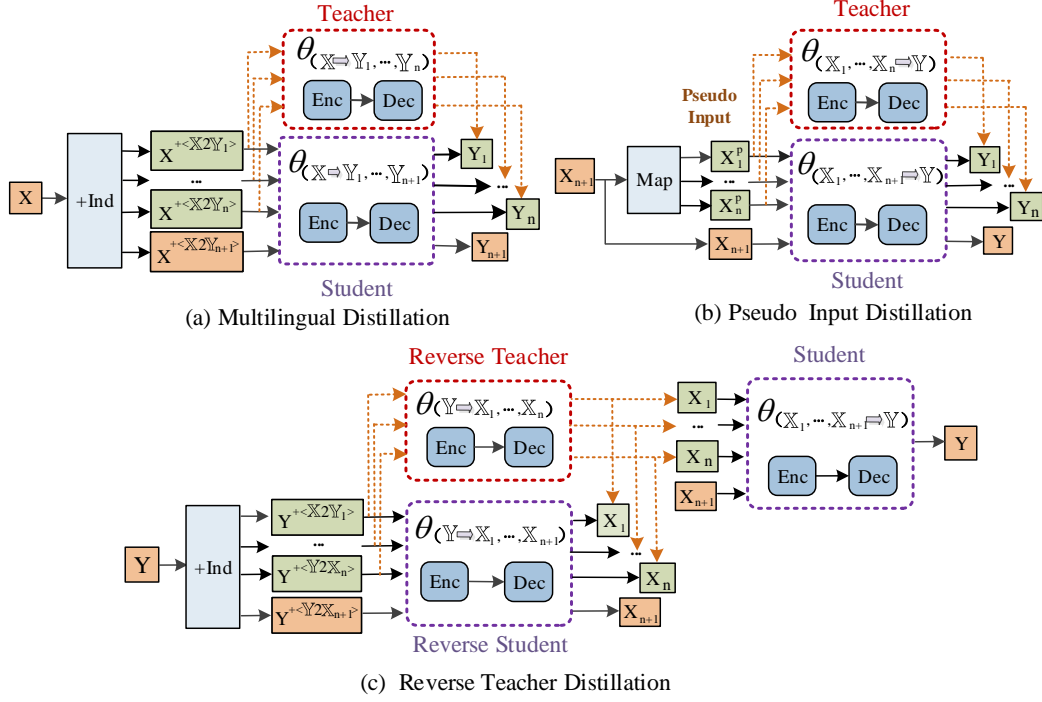 Teacher
θ(𝕏⇒𝕐₁,···,𝕐ₙ)
Enc
Dec
X
+Ind
X⁺<𝕏2𝕐₁>
...
X⁺<𝕏2𝕐ₙ>
X⁺<𝕏2𝕐ₙ₊₁>
θ(𝕏⇒𝕐₁,···,𝕐ₙ₊₁)
Enc
Dec
Y₁
...
Yₙ
Yₙ₊₁
Student
(a) Multilingual Distillation
Teacher
θ(𝕏₁,···,𝕏ₙ⇒𝕐)
Enc
Dec
Pseudo
Input
Xₙ₊₁
Map
X₁ᵖ
...
Xₙᵖ
Xₙ₊₁
θ(𝕏₁,···,𝕏ₙ₊₁⇒𝕐)
Enc
Dec
Y₁
...
Yₙ
Y
Student
(b) Pseudo Input Distillation
Reverse Teacher
θ(𝕐⇒𝕏₁,···,𝕏ₙ)
Enc
Dec
Y
+Ind
Y⁺<𝕏2𝕐₁>
...
Y⁺<𝕐2𝕏ₙ>
Y⁺<𝕐2𝕏ₙ₊₁>
θ(𝕐⇒𝕏₁,···,𝕏ₙ₊₁)
Enc
Dec
X₁
...
Xₙ
Xₙ₊₁
Reverse Student
Student
X₁
...
Xₙ
Xₙ₊₁
θ(𝕏₁,···,𝕏ₙ₊₁⇒𝕐)
Enc
Dec
Y
(c) Reverse Teacher Distillation